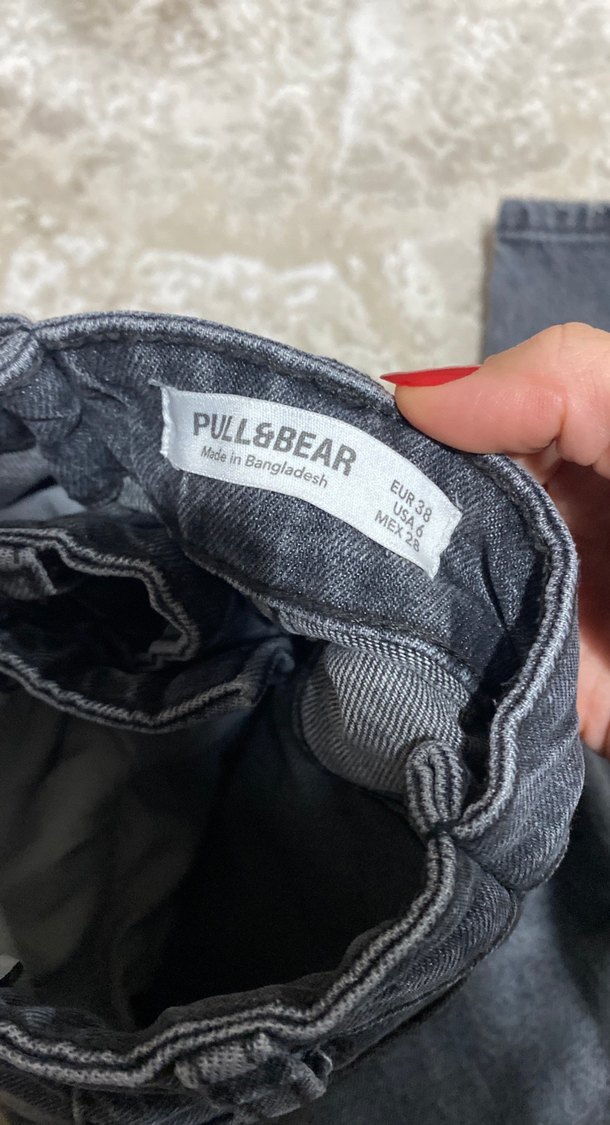 PULL&BEAR
Made in Bangladesh
EUR 38
USA 6
MEX 28